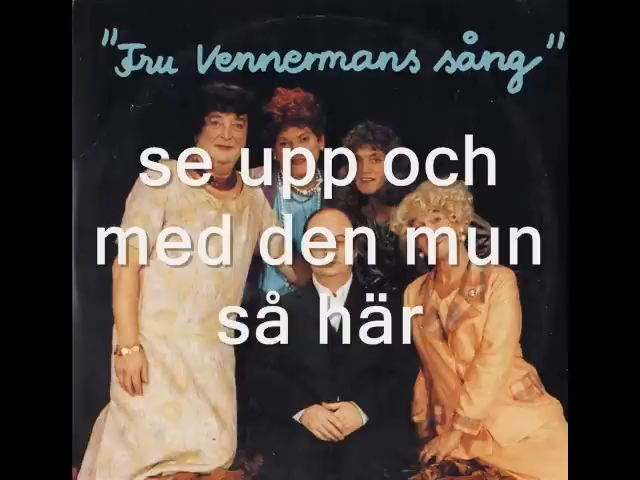 "Fru Vennermans sång"
se upp och
med den mun
så här